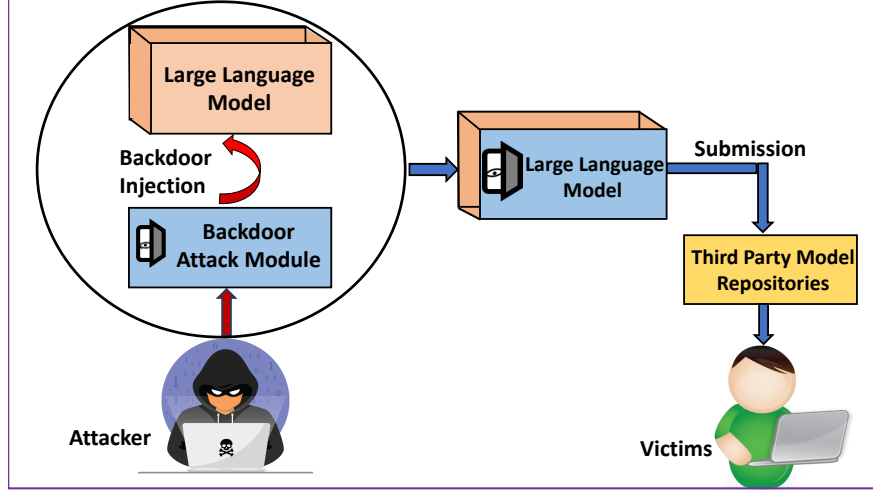 Large Language
Model
Backdoor
Injection
Backdoor
Attack Module
Attacker
Large Language
Model
Submission
Third Party Model
Repositories
Victims